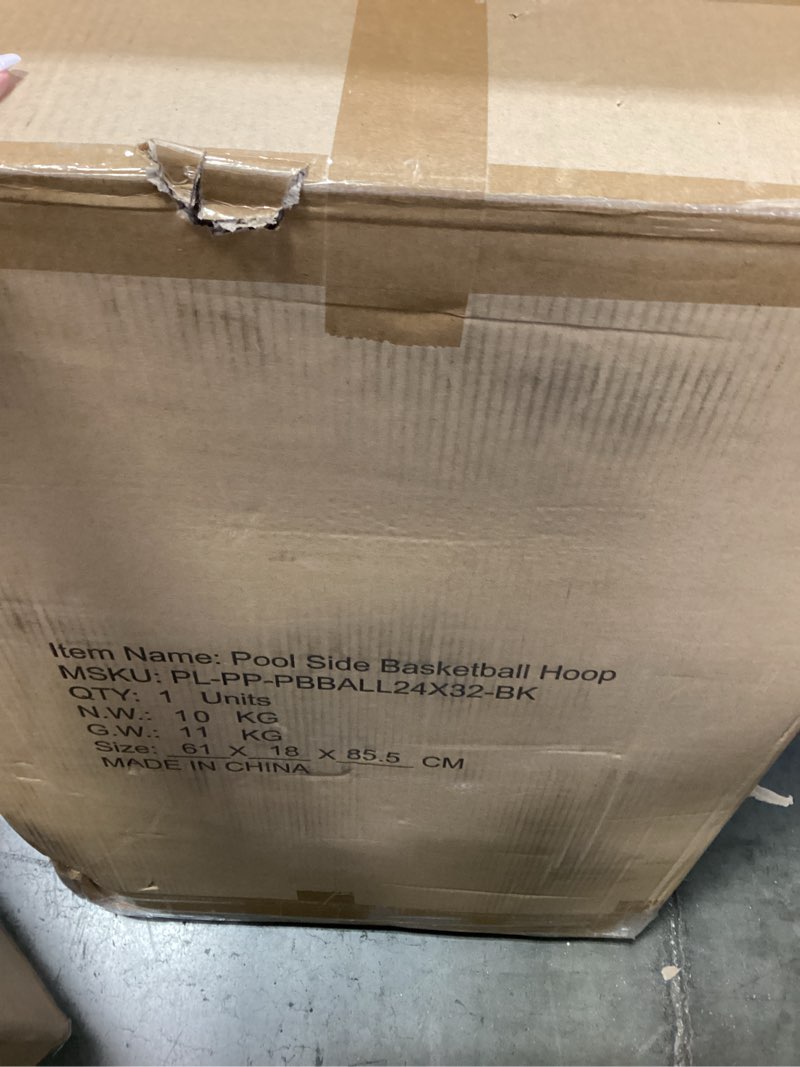 Item Name: Pool Side Basketball Hoop
MSKU: PL-PP-PBBALL24X32-BK
QTY: 1 Units
N.W.: 10 KG
G.W.: 11 KG
Size: 61 X 18 X 85.5 CM
MADE IN CHINA